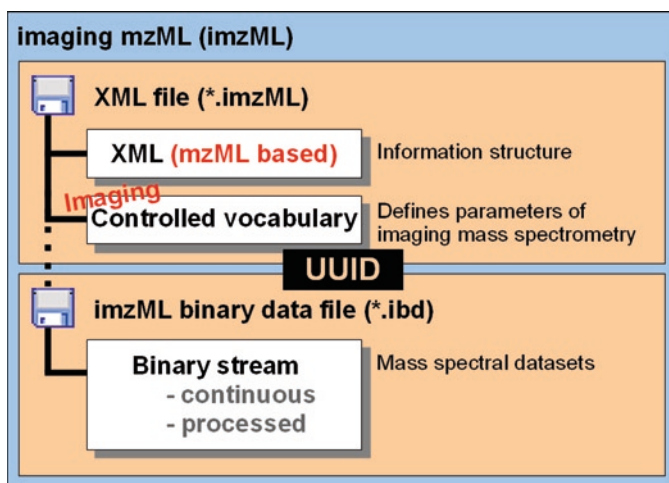 imaging mzML (imzML)
XML file (*.imzML)
XML (mzML based)
Information structure
Imaging
Controlled vocabulary
Defines parameters of
imaging mass spectrometry
UUID
imzML binary data file (*.ibd)
Binary stream
- continuous
- processed
Mass spectral datasets